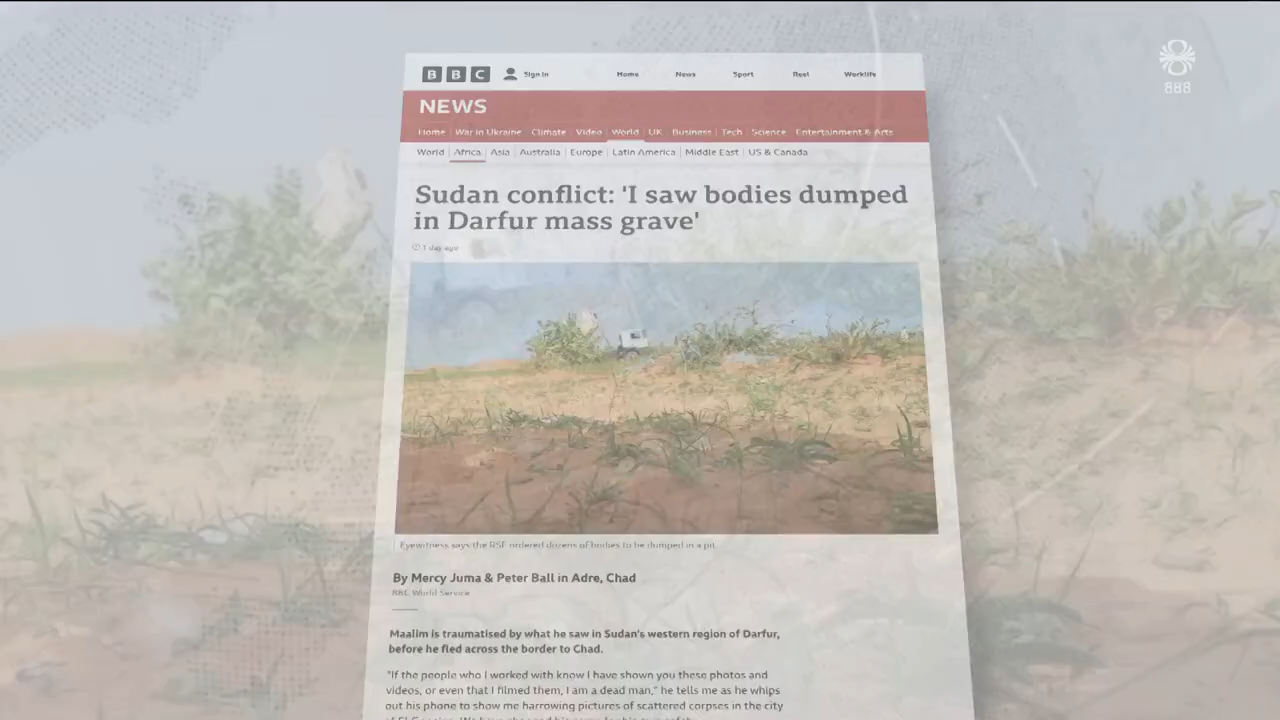 888
BBC Sign in Home News Sport Reel Worklife
NEWS
Home War in Ukraine Climate Video World UK Business Tech Science Entertainment & Arts
World Africa Asia Australia Europe Latin America Middle East US & Canada
Sudan conflict: 'I saw bodies dumped
in Darfur mass grave'
1 day ago
Eyewitness says the RSF ordered dozens of bodies to be dumped in a pit
By Mercy Juma & Peter Ball in Adre, Chad
BBC World Service
Maalim is traumatised by what he saw in Sudan's western region of Darfur,
before he fled across the border to Chad.
"If the people who I worked with know I have shown you these photos and
videos, or even that I filmed them, I am a dead man," he tells me as he whips
out his phone to show me harrowing pictures of scattered corpses in the city